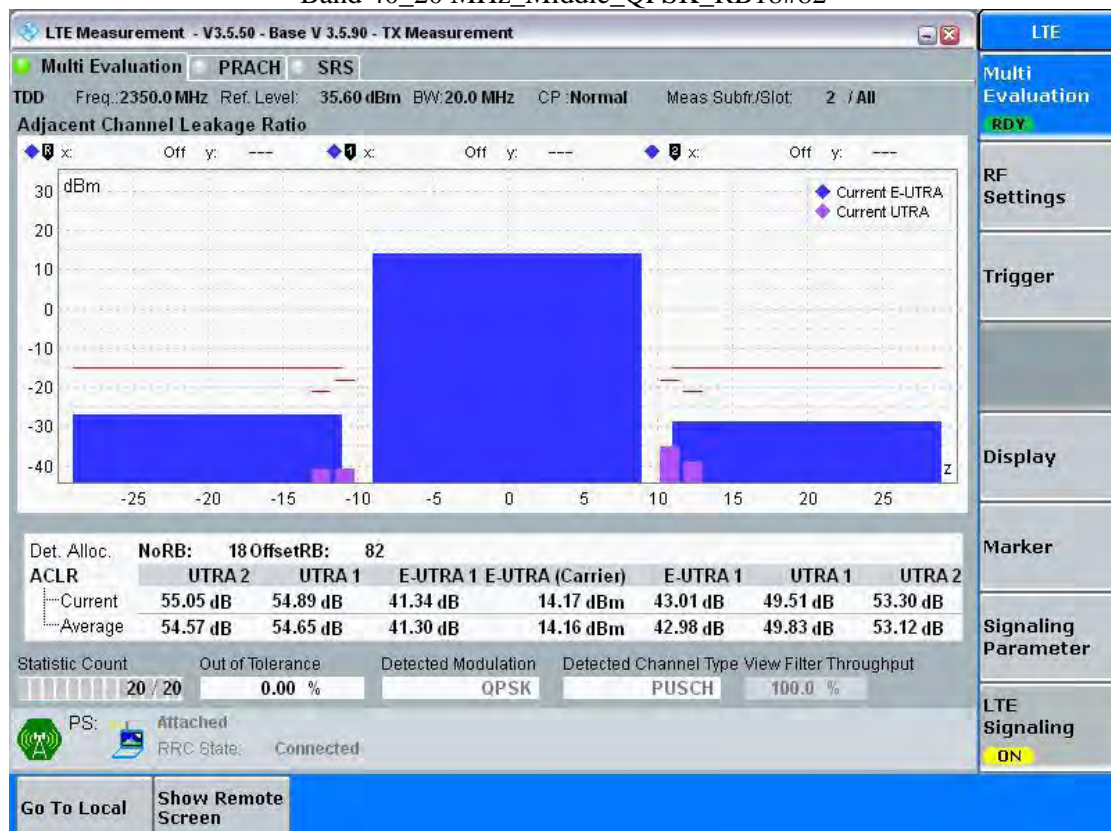 LTE Measurement - V3.5.50 - Base V 3.5.90 - TX Measurement
LTE
Multi Evaluation PRACH SRS
Multi Evaluation
RDY
TDD Freq.:2350.0 MHz Ref. Level: 35.60 dBm BW:20.0 MHz CP :Normal Meas Subfr./Slot: 2 / All
Adjacent Channel Leakage Ratio
R x: Off y: --- 1 x: Off y: --- 2 x: Off y: ---
dBm
Current E-UTRA
Current UTRA
30
20
10
0
-10
-20
-30
-40
z
-25 -20 -15 -10 -5 0 5 10 15 20 25
RF Settings
Trigger
Display
Marker
Signaling Parameter
LTE Signaling
ON
Det. Alloc. NoRB: 18 OffsetRB: 82
ACLR UTRA 2 UTRA 1 E-UTRA 1 E-UTRA (Carrier) E-UTRA 1 UTRA 1 UTRA 2
Current 55.05 dB 54.89 dB 41.34 dB 14.17 dBm 43.01 dB 49.51 dB 53.30 dB
Average 54.57 dB 54.65 dB 41.30 dB 14.16 dBm 42.98 dB 49.83 dB 53.12 dB
Statistic Count Out of Tolerance Detected Modulation Detected Channel Type View Filter Throughput
20 / 20 0.00 % QPSK PUSCH 100.0 %
PS: Attached
RRC State: Connected
Go To Local
Show Remote Screen